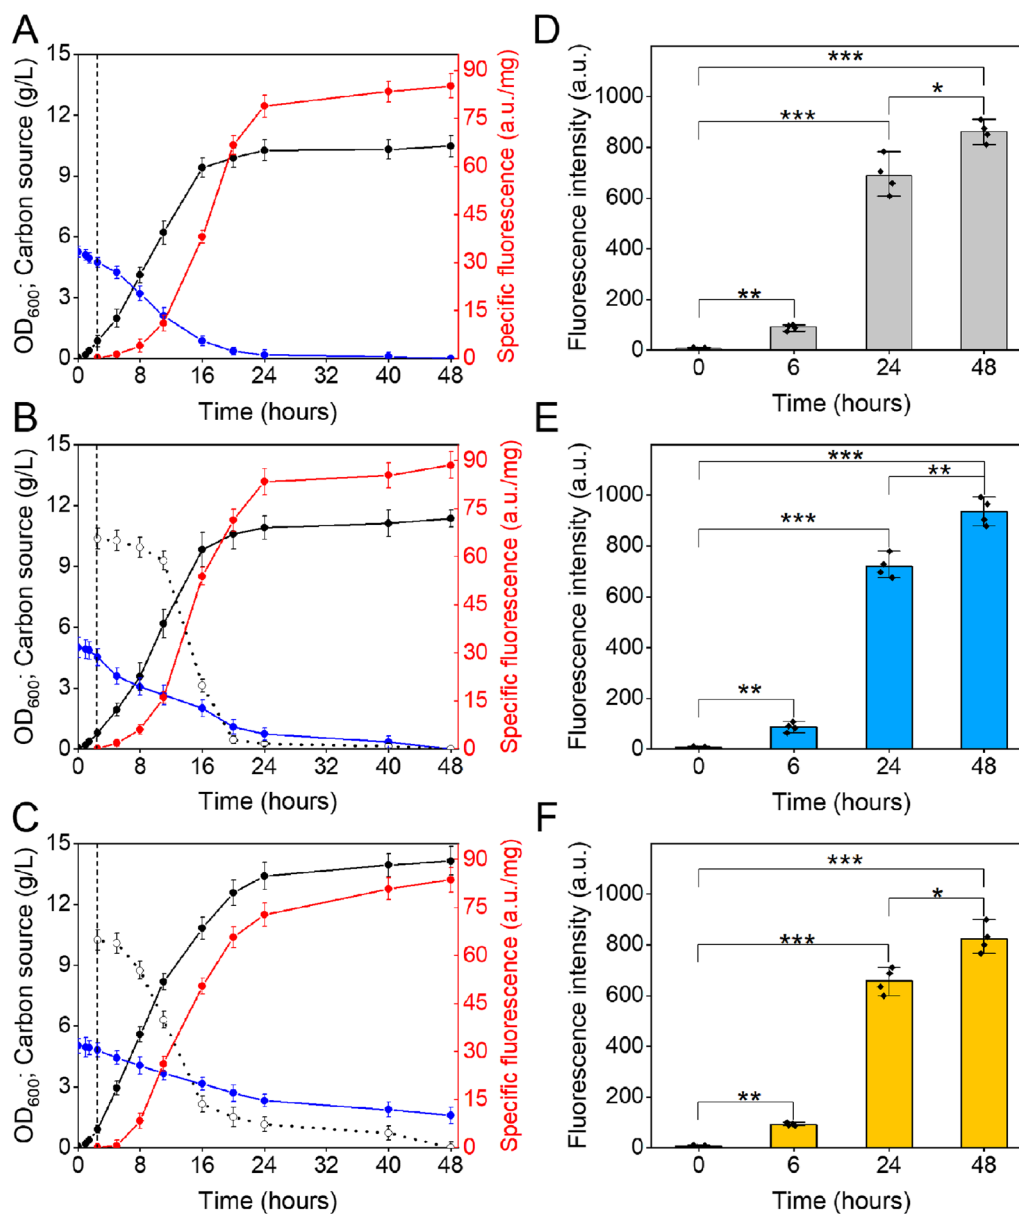 A
OD600; Carbon source (g/L)
15
12
9
6
3
0
90
75
60
45
30
15
0
Specific fluorescence (a.u./mg)
0 8 16 24 32 40 48
Time (hours)
D
Fluorescence intensity (a.u.)
1000
800
600
400
200
0
***
*
***
**
0 6 24 48
Time (hours)
B
OD600; Carbon source (g/L)
15
12
9
6
3
0
90
75
60
45
30
15
0
Specific fluorescence (a.u./mg)
0 8 16 24 32 40 48
Time (hours)
E
Fluorescence intensity (a.u.)
1000
800
600
400
200
0
***
**
***
**
0 6 24 48
Time (hours)
C
OD600; Carbon source (g/L)
15
12
9
6
3
0
90
75
60
45
30
15
0
Specific fluorescence (a.u./mg)
0 8 16 24 32 40 48
Time (hours)
F
Fluorescence intensity (a.u.)
1000
800
600
400
200
0
***
*
***
**
0 6 24 48
Time (hours)